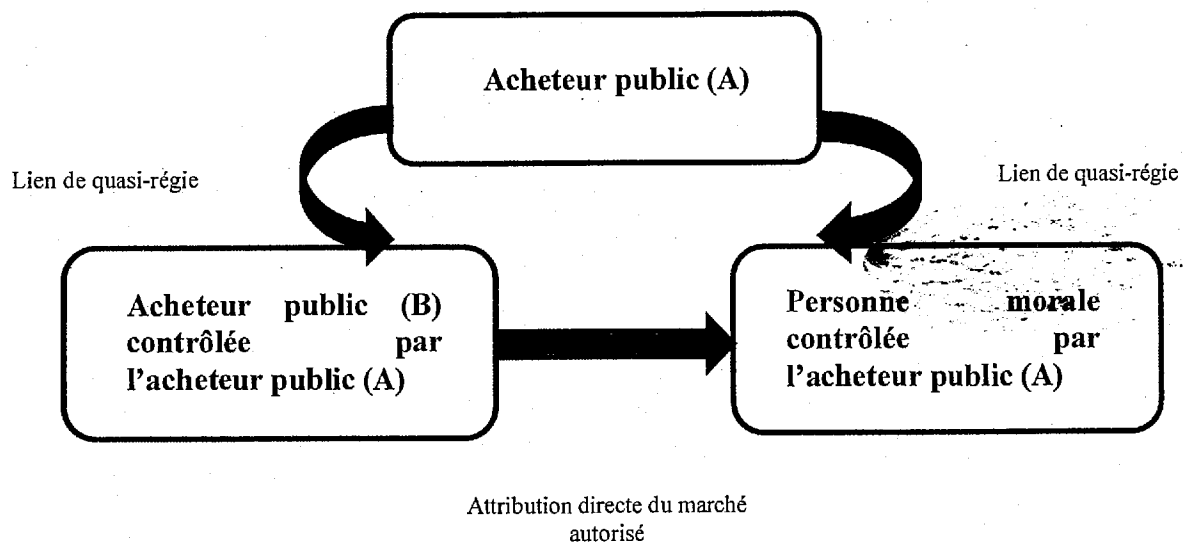 Acheteur public (A)
Lien de quasi-régie
Lien de quasi-régie
Acheteur public (B)
contrôlée par
l'acheteur public (A)
Personne morale
contrôlée par
l'acheteur public (A)
Attribution directe du marché
autorisé